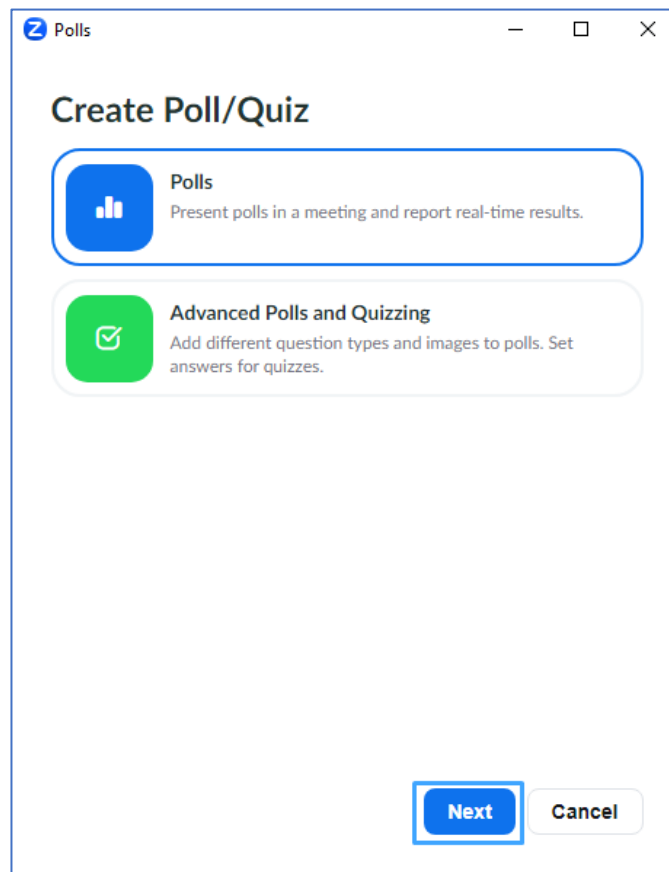 Polls
Create Poll/Quiz
Polls
Present polls in a meeting and report real-time results.
Advanced Polls and Quizzing
Add different question types and images to polls. Set
answers for quizzes.
Next
Cancel